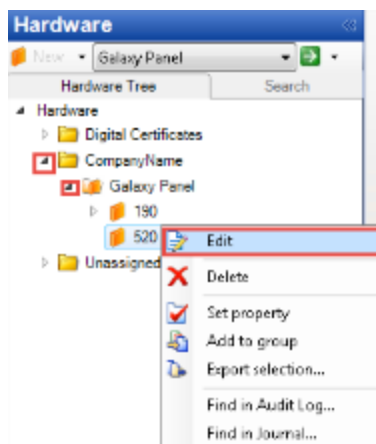 Hardware
New Galaxy Panel
Hardware Tree Search
Hardware
Digital Certificates
CompanyName
Galaxy Panel
190
520 Edit
Unassigned Delete
Set property
Add to group
Export selection...
Find in Audit Log...
Find in Journal...